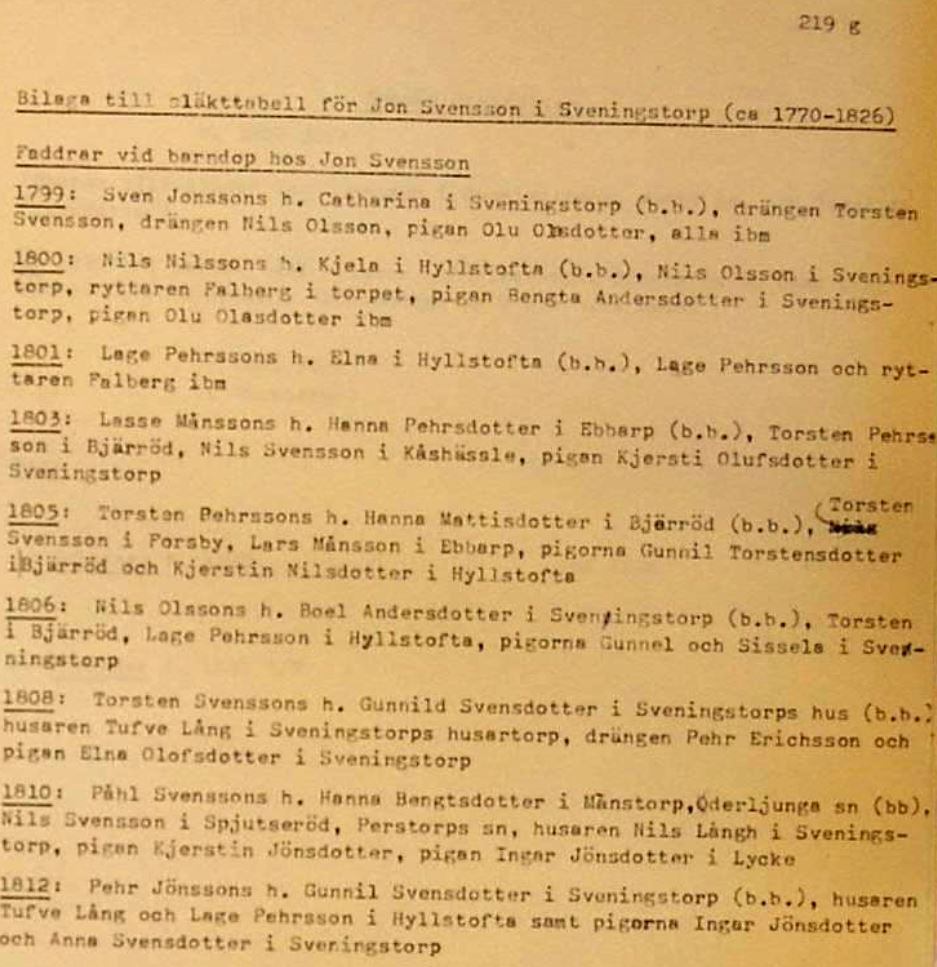 219 g
Bilaga till släkttabell för Jon Svensson i Sveningstorp (ca 1770-1826)
Faddrar vid barndop hos Jon Svensson
1799: Sven Jonssons h. Catharina i Sveningstorp (b.b.), drängen Torsten
Svensson, drängen Nils Olsson, pigan Olu Olsdotter, alla ibm
1800: Nils Nilssons h. Kjela i Hyllstofta (b.b.), Nils Olsson i Svenings-
torp, ryttaren Falberg i torpet, pigan Bengta Andersdotter i Svenings-
torp, pigan Olu Olasdotter ibm
1801: Lage Pehrssons h. Elna i Hyllstofta (b.b.), Lage Pehrsson och ryt-
taren Falberg ibm
1803: Lasse Månssons h. Hanna Pehrsdotter i Ebbarp (b.b.), Torsten Pehrs-
son i Bjärröd, Nils Svensson i Kåshässle, pigan Kjersti Olufsdotter i
Sveningstorp
1805: Torsten Pehrssons h. Hanna Mattisdotter i Bjärröd (b.b.), Torsten
Svensson i Forsby, Lars Månsson i Ebbarp, pigorna Gunnil Torstensdotter
i Bjärröd och Kjerstin Nilsdotter i Hyllstofta
1806: Nils Olssons h. Boel Andersdotter i Sveningstorp (b.b.), Torsten
i Bjärröd, Lage Pehrsson i Hyllstofta, pigorna Gunnel och Sissela i Sve-
ningstorp
1808: Torsten Svenssons h. Gunnild Svensdotter i Sveningstorps hus (b.b.)
husaren Tufve Lång i Sveningstorps husartorp, drängen Pehr Erichsson och
pigan Elna Olofsdotter i Sveningstorp
1810: Påhl Svenssons h. Hanna Bengtsdotter i Månstorp, Oderljunga sn (bb),
Nils Svensson i Spjutseröd, Perstorps sn, husaren Nils Långh i Svenings-
torp, pigan Kjerstin Jönsdotter, pigan Ingar Jönsdotter i Lycke
1812: Pehr Jönssons h. Gunnil Svensdotter i Sveningstorp (b.b.), husaren
Tufve Lång och Lage Pehrsson i Hyllstofta samt pigorna Ingar Jönsdotter
och Anna Svensdotter i Sveningstorp